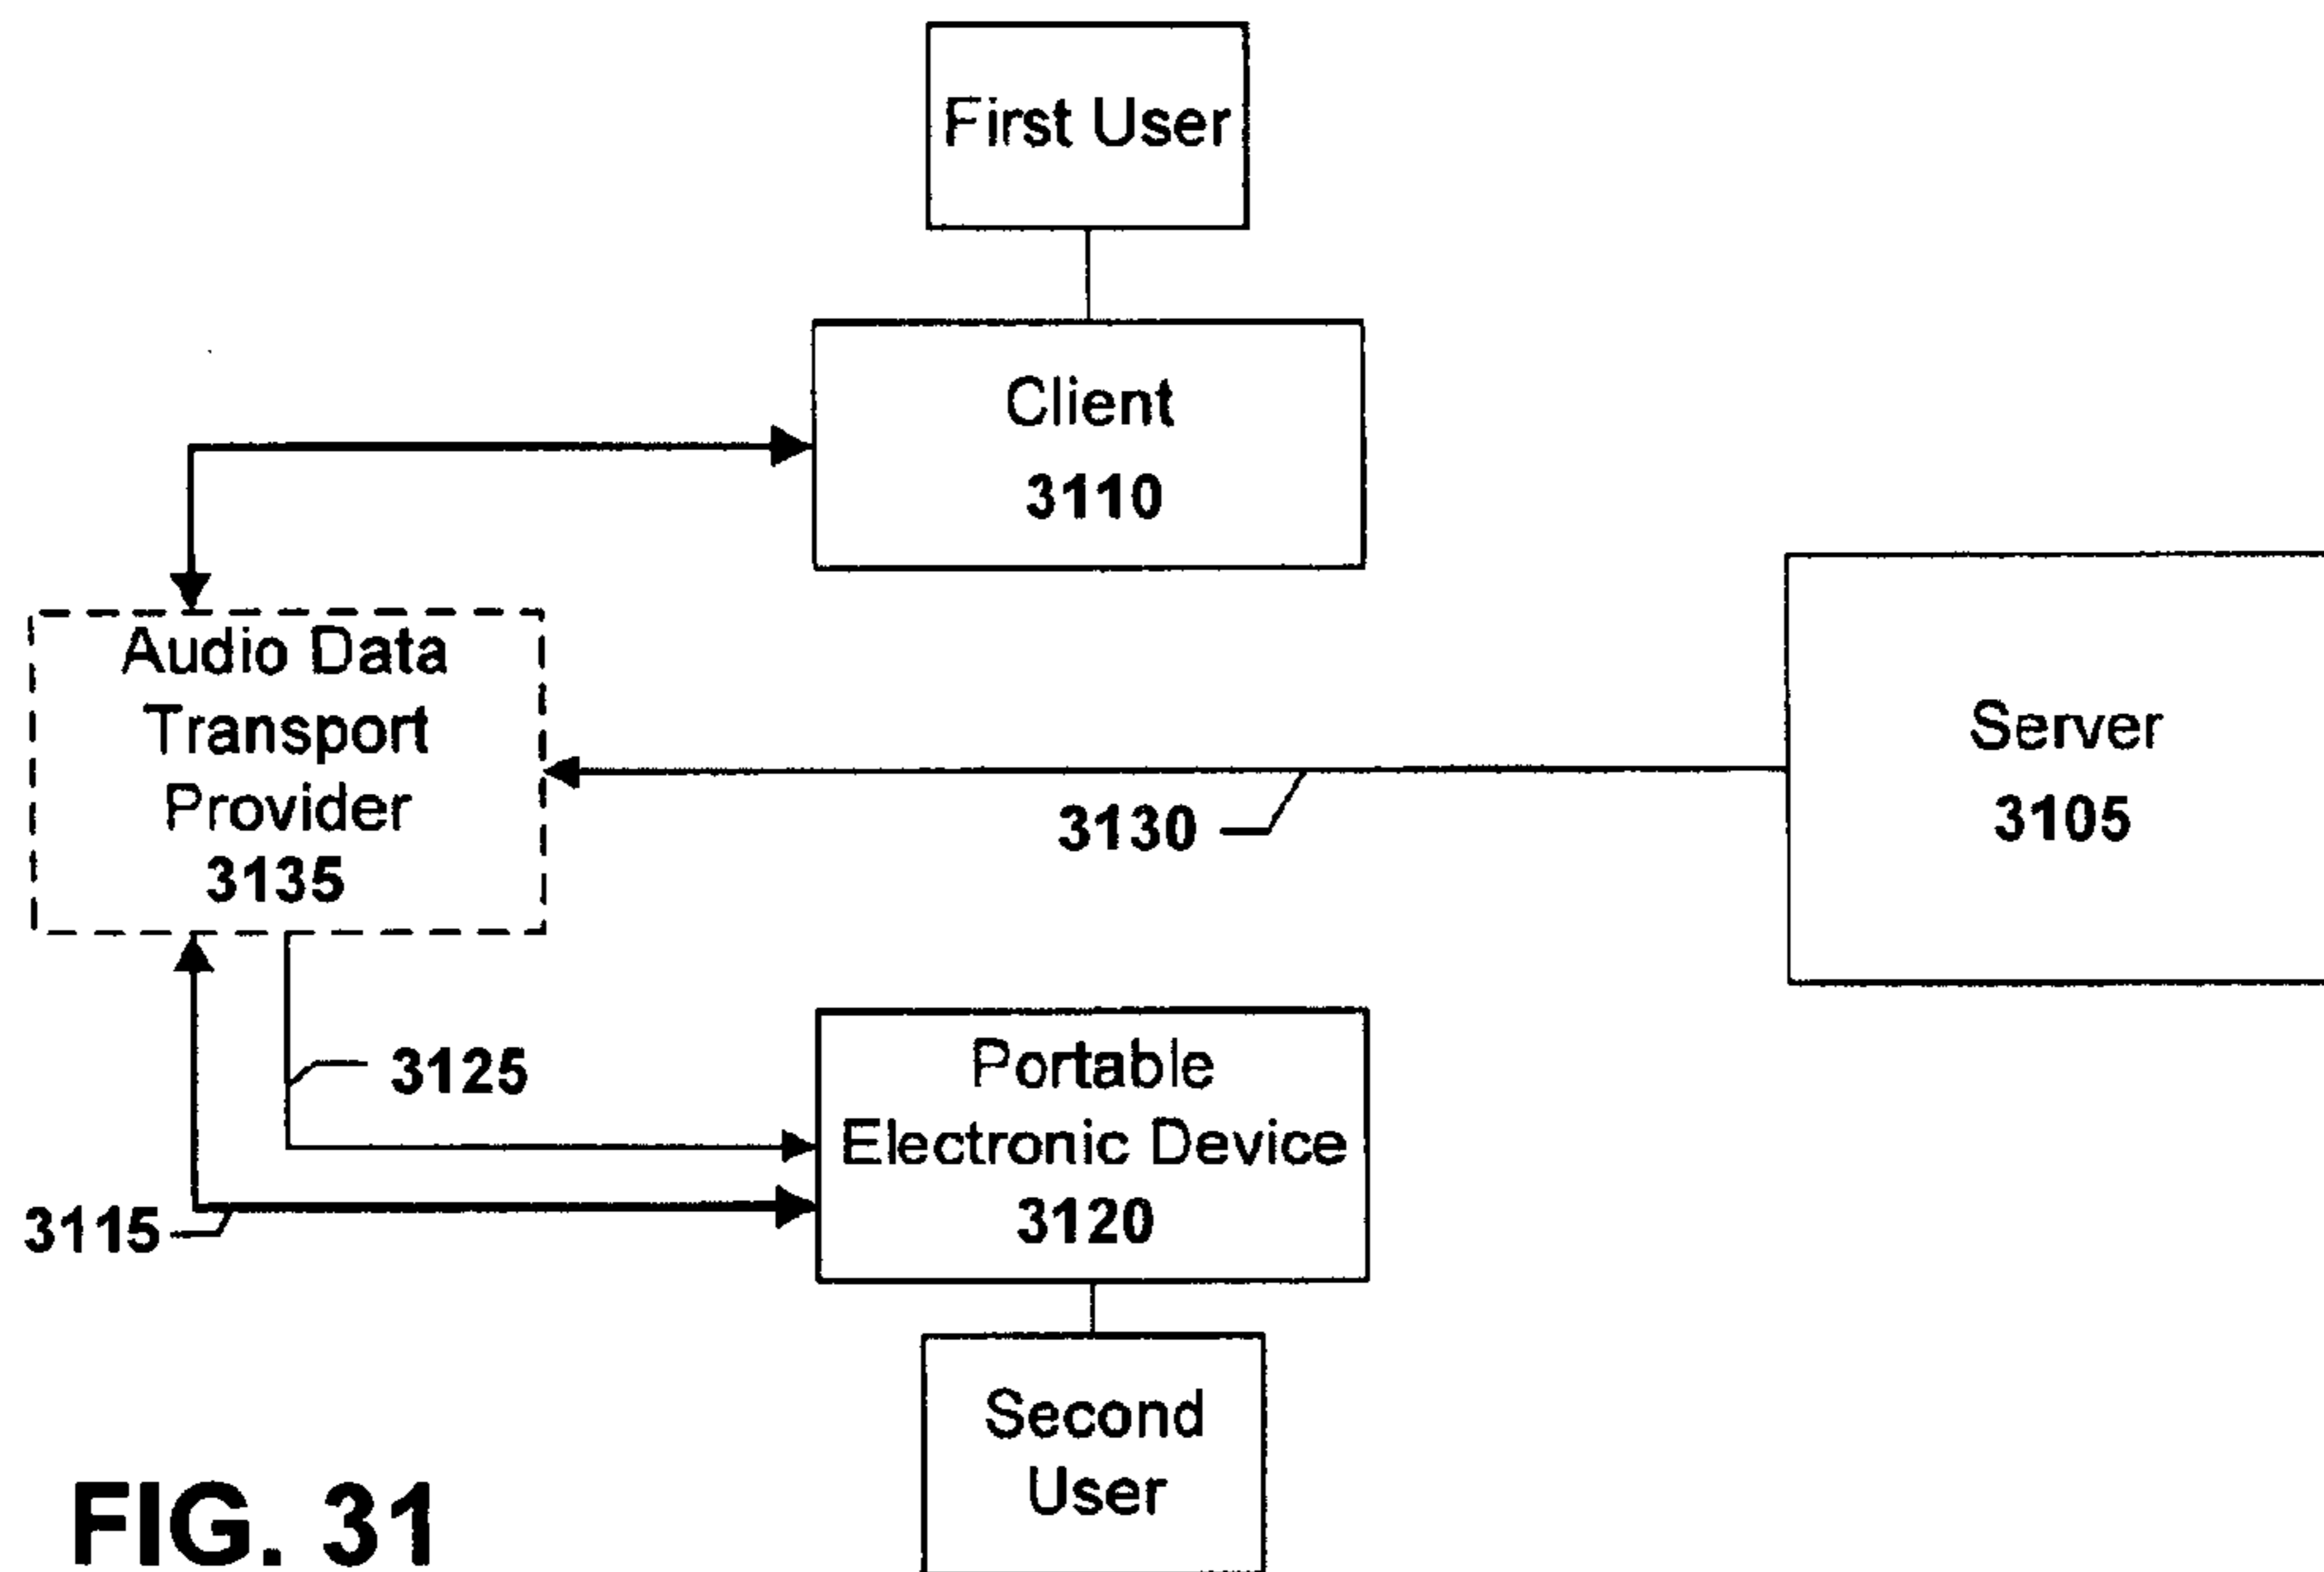 First User
Client
3110
Audio Data
Transport
Provider
3135
Server
3105
3130
3125
3115
Portable
Electronic Device
3120
Second
User
FIG. 31